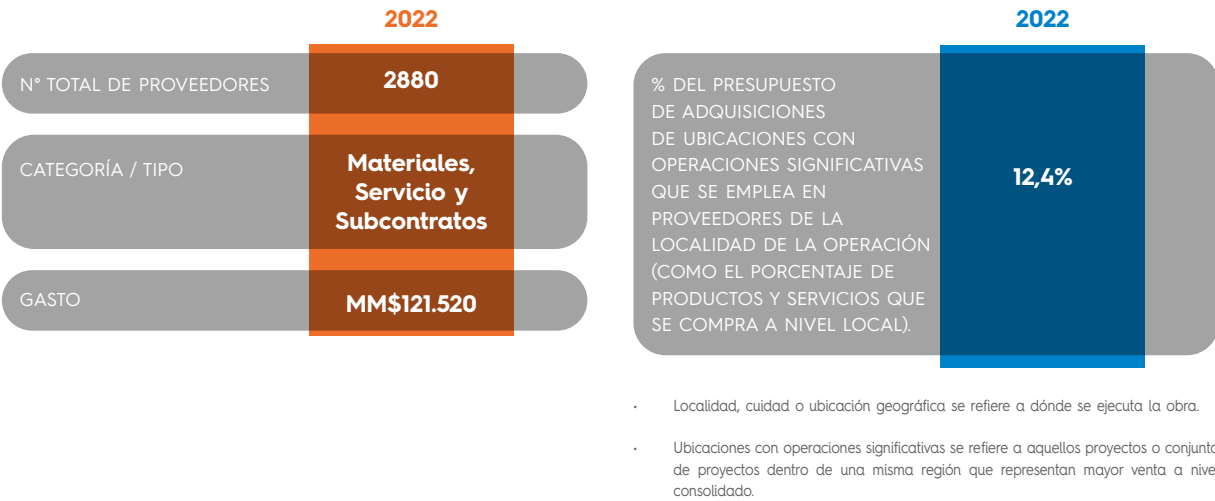 2022
N° TOTAL DE PROVEEDORES
2880
CATEGORÍA / TIPO
Materiales,
Servicio y
Subcontratos
GASTO
MM$121.520
2022
% DEL PRESUPUESTO
DE ADQUISICIONES
DE UBICACIONES CON
OPERACIONES SIGNIFICATIVAS
QUE SE EMPLEA EN
PROVEEDORES DE LA
LOCALIDAD DE LA OPERACIÓN
(COMO EL PORCENTAJE DE
PRODUCTOS Y SERVICIOS QUE
SE COMPRA A NIVEL LOCAL).
12,4%
· Localidad, cuidad o ubicación geográfica se refiere a dónde se ejecuta la obra.
· Ubicaciones con operaciones significativas se refiere a aquellos proyectos o conjunto
de proyectos dentro de una misma región que representan mayor venta a nive
consolidado.